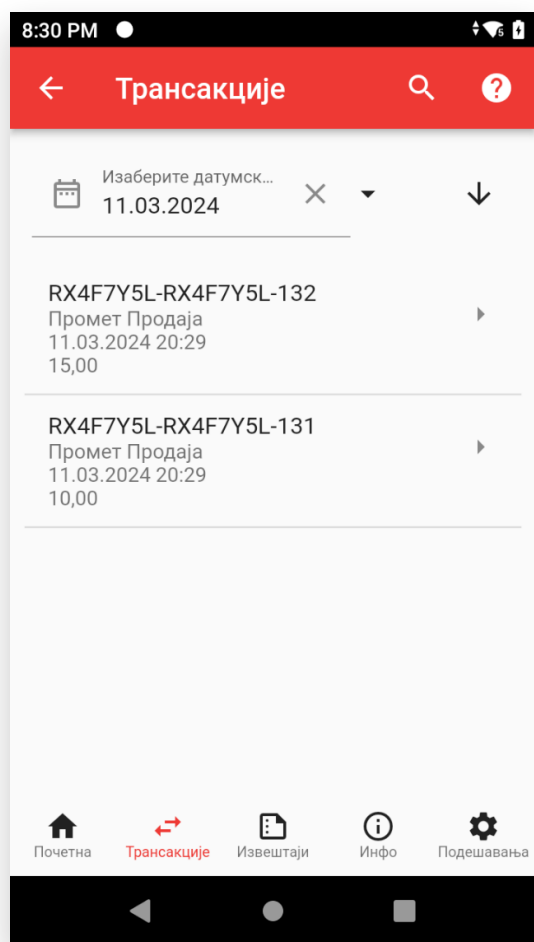 8:30 PM
5
Трансакције
?
Изаберите датумск...
11.03.2024
RX4F7Y5L-RX4F7Y5L-132
Промет Продаја
11.03.2024 20:29
15,00
RX4F7Y5L-RX4F7Y5L-131
Промет Продаја
11.03.2024 20:29
10,00
Почетна Трансакције Извештаји Инфо Подешавања